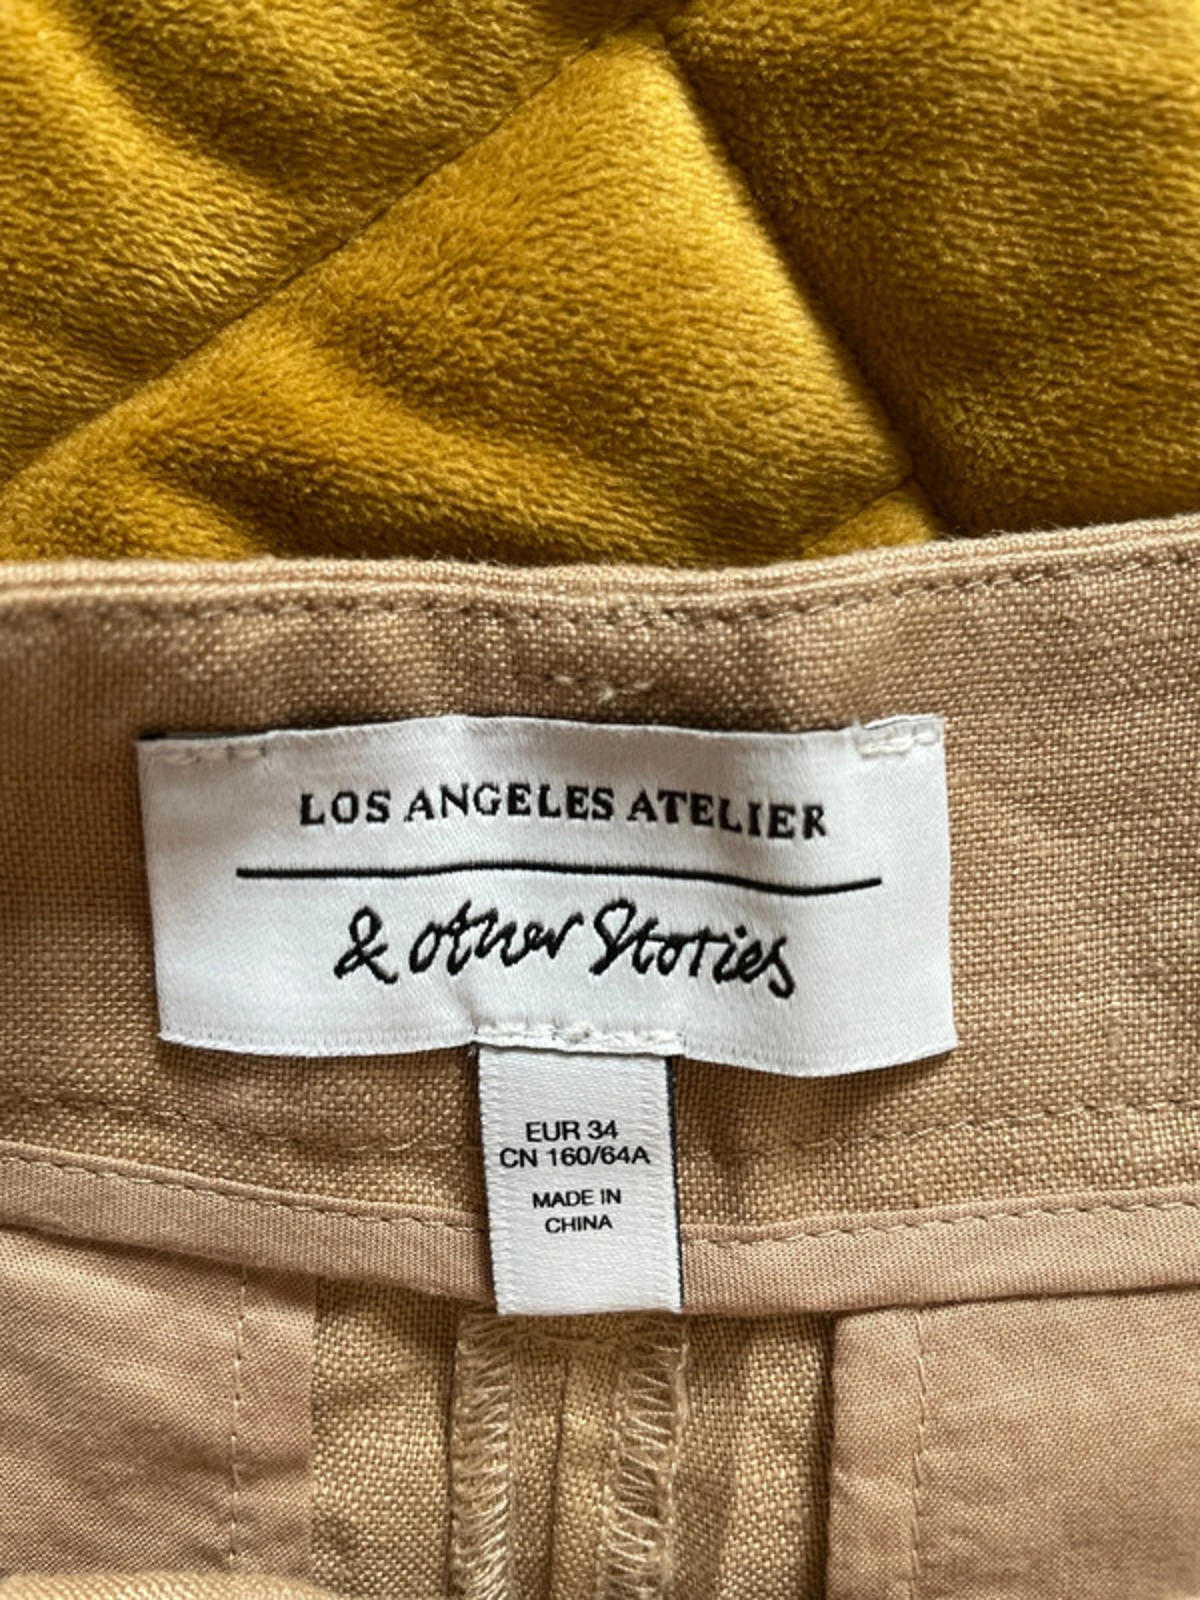 LOS ANGELES ATELIER
& other Stories
EUR 34
CN 160/64A
MADE IN
CHINA